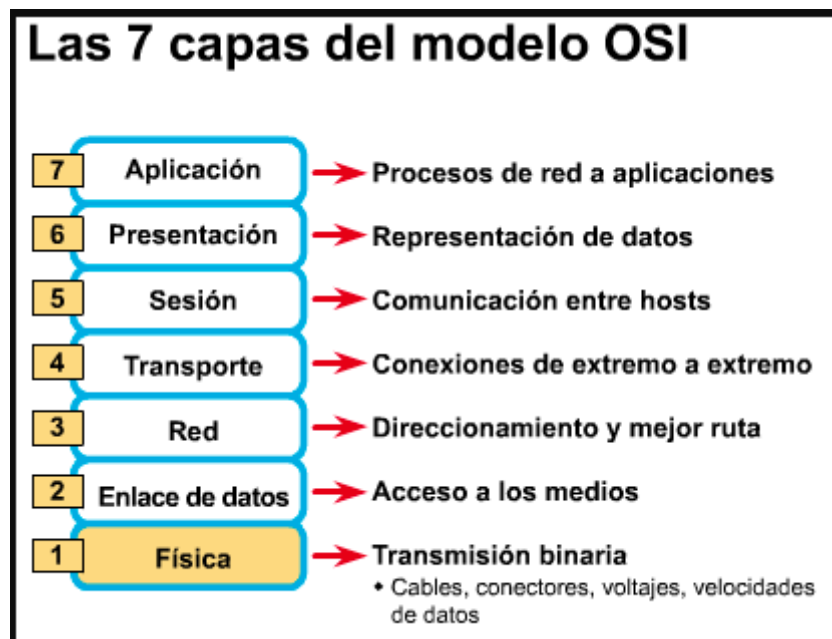 Las 7 capas del modelo OSI
7 Aplicación Procesos de red a aplicaciones
6 Presentación Representación de datos
5 Sesión Comunicación entre hosts
4 Transporte Conexiones de extremo a extremo
3 Red Direccionamiento y mejor ruta
2 Enlace de datos Acceso a los medios
1 Física Transmisión binaria
• Cables, conectores, voltajes, velocidades
de datos